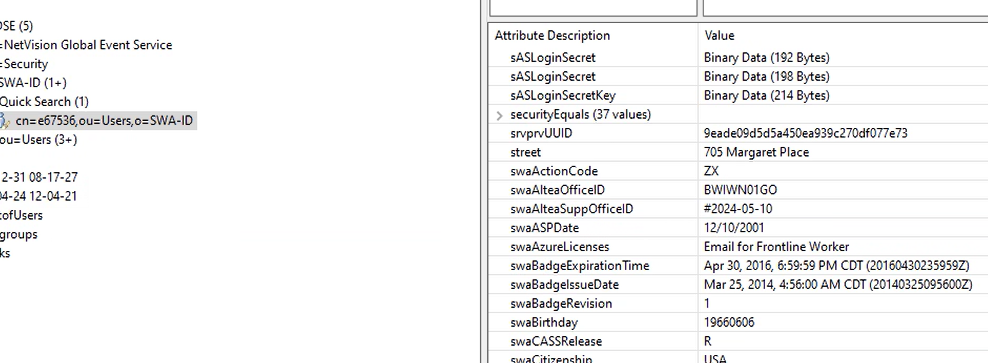 OSE (5)
=NetVision Global Event Service
=Security
SWA-ID (1+)
Quick Search (1)
cn=e67536,ou=Users,o=SWA-ID
ou=Users (3+)
2-31 08-17-27
04-24 12-04-21
tofUsers
groups
ks
Attribute Description Value
sASLoginSecret Binary Data (192 Bytes)
sASLoginSecret Binary Data (198 Bytes)
sASLoginSecretKey Binary Data (214 Bytes)
securityEquals (37 values)
srvprvUUID 9eade09d5d5a450ea939c270df077e73
street 705 Margaret Place
swaActionCode ZX
swaAlteaOfficeID BWIWN01GO
swaAlteaSuppOfficeID #2024-05-10
swaASPDate 12/10/2001
swaAzureLicenses Email for Frontline Worker
swaBadgeExpirationTime Apr 30, 2016, 6:59:59 PM CDT (20160430235959Z)
swaBadgeIssueDate Mar 25, 2014, 4:56:00 AM CDT (20140325095600Z)
swaBadgeRevision 1
swaBirthday 19660606
swaCASSRelease R
swaCitizenship USA